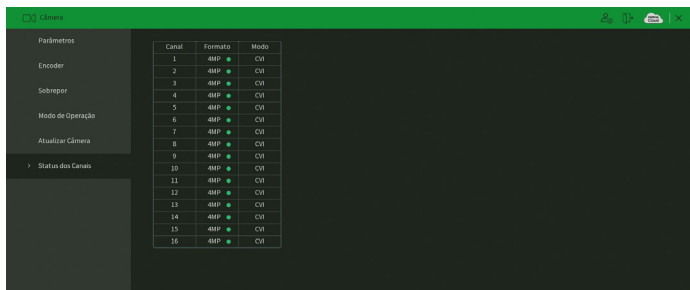 Câmera
Parâmetros
Encoder
Sobrepor
Modo de Operação
Atualizar Câmera
> Status dos Canais
Canal Formato Modo
1 4MP CVI
2 4MP CVI
3 4MP CVI
4 4MP CVI
5 4MP CVI
6 4MP CVI
7 4MP CVI
8 4MP CVI
9 4MP CVI
10 4MP CVI
11 4MP CVI
12 4MP CVI
13 4MP CVI
14 4MP CVI
15 4MP CVI
16 4MP CVI